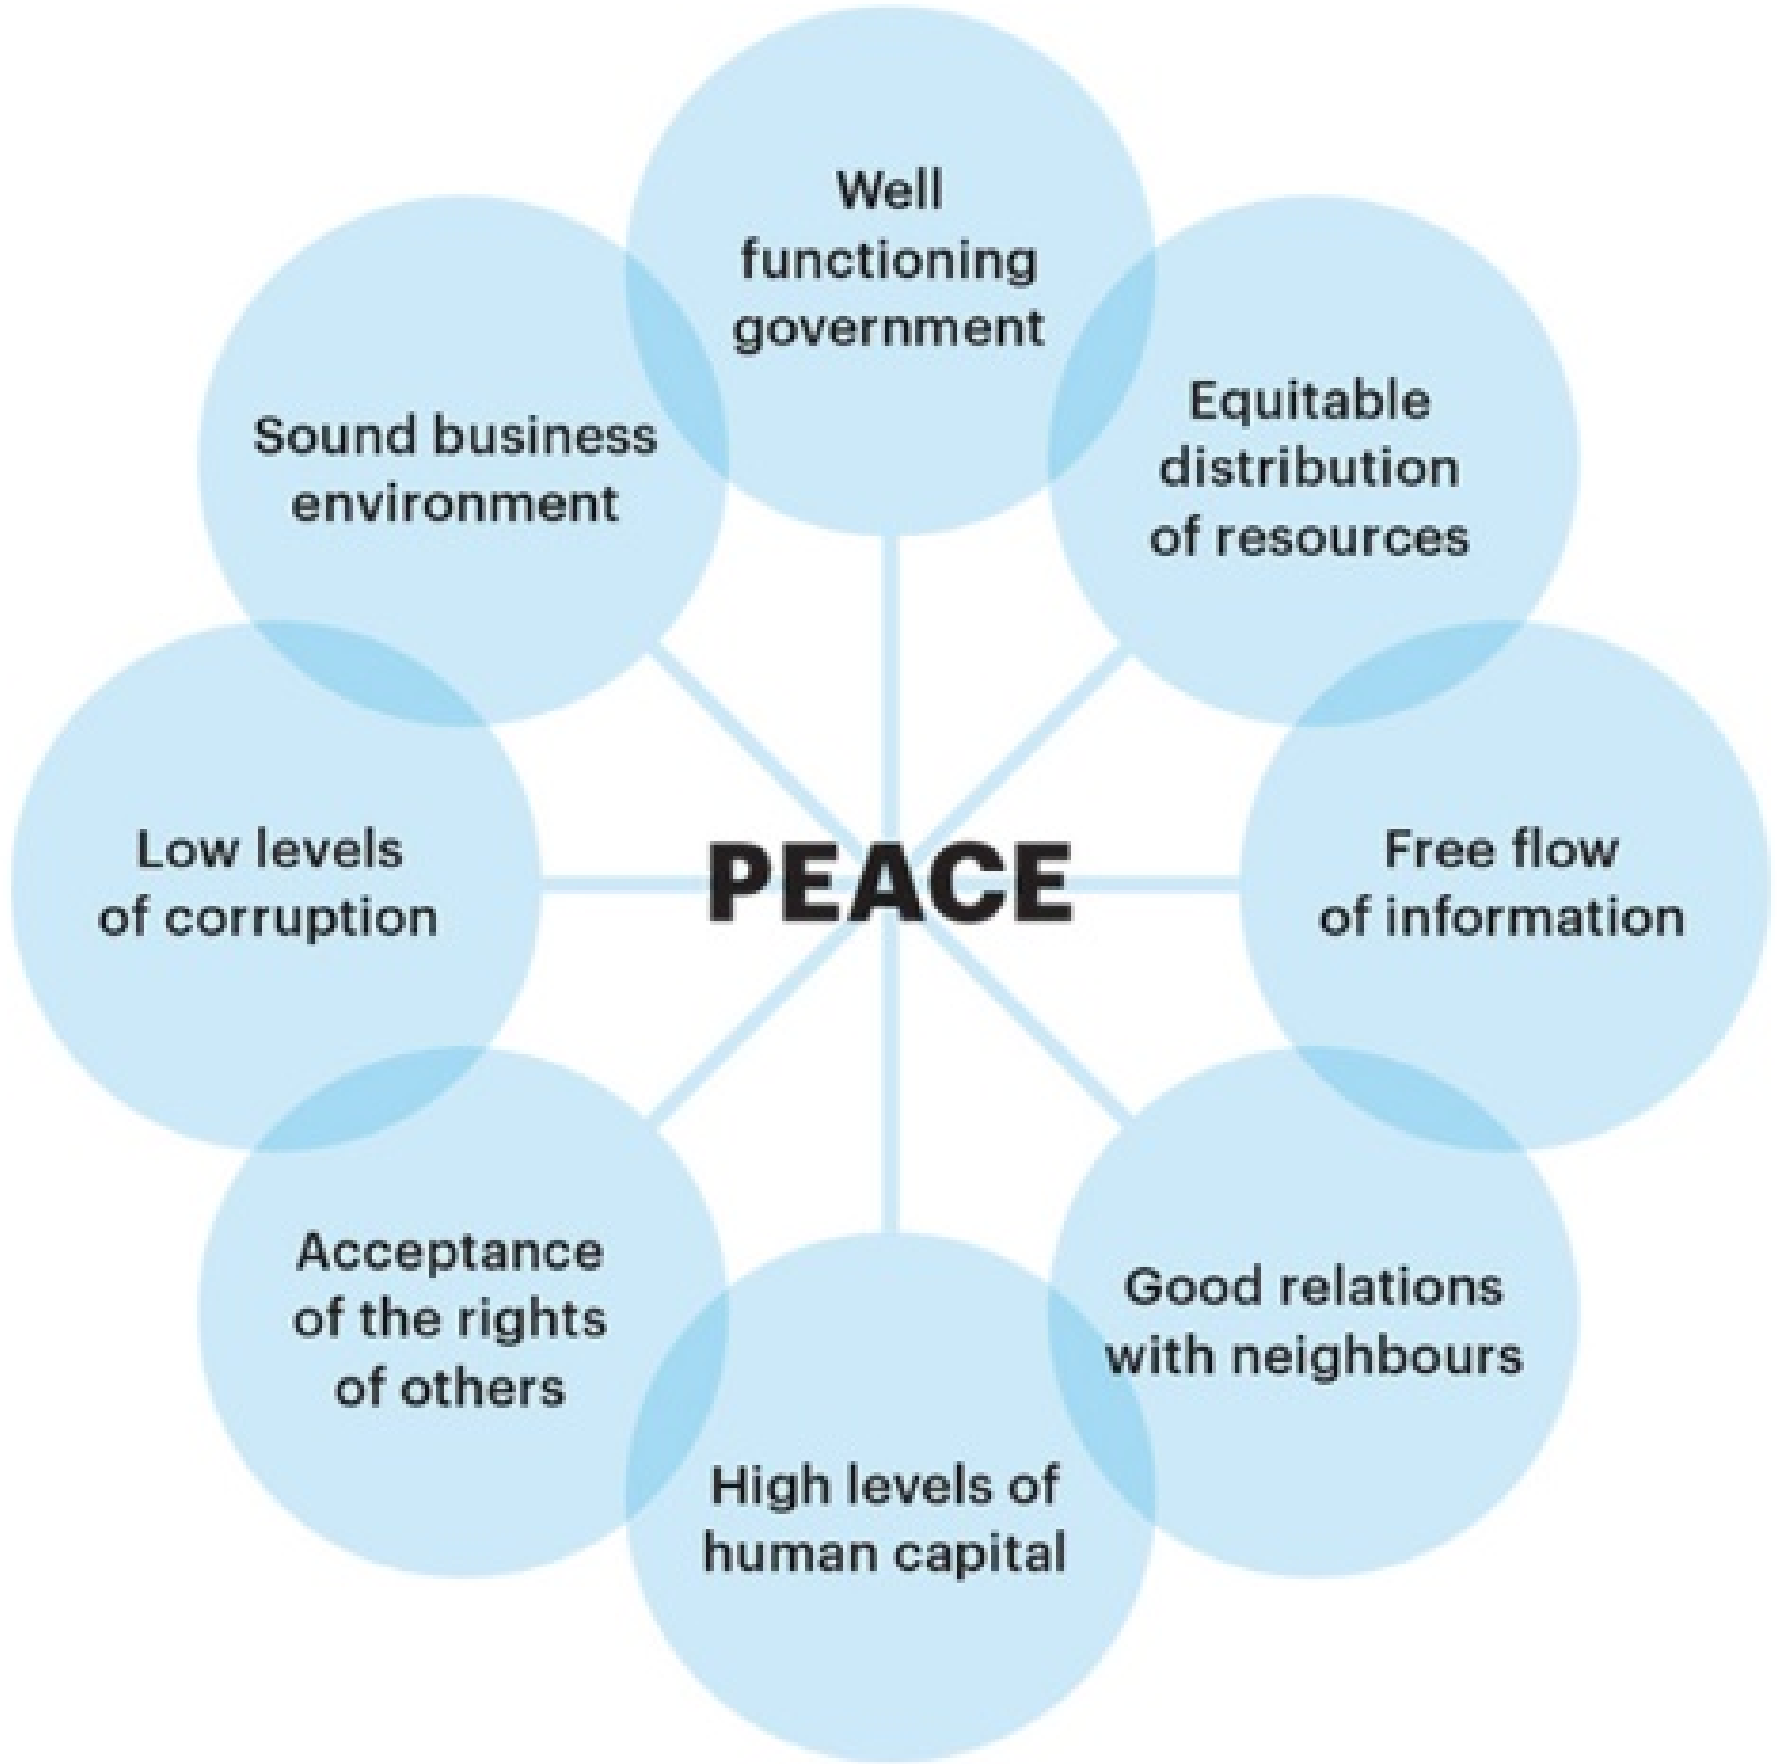 Well
functioning
government
Equitable
distribution
of resources
Sound business
environment
Low levels
of corruption
PEACE
Free flow
of information
Acceptance
of the rights
of others
Good relations
with neighbours
High levels of
human capital